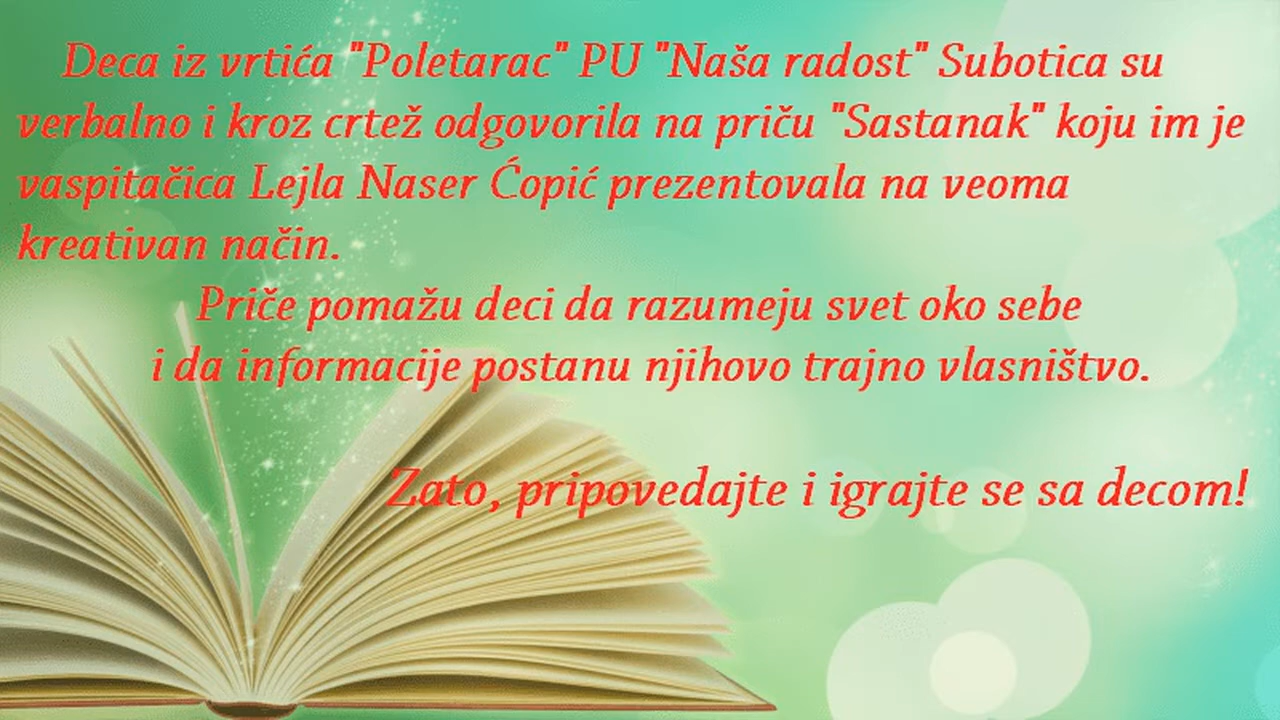 Deca iz vrtića "Poletarac" PU "Naša radost" Subotica su
verbalno i kroz crtež odgovorila na priču "Sastanak" koju im je
vaspitačica Lejla Naser Ćopić prezentovala na veoma
kreativan način.
Priče pomažu deci da razumeju svet oko sebe
i da informacije postanu njihovo trajno vlasništvo.
Zato, pripovedajte i igrajte se sa decom!